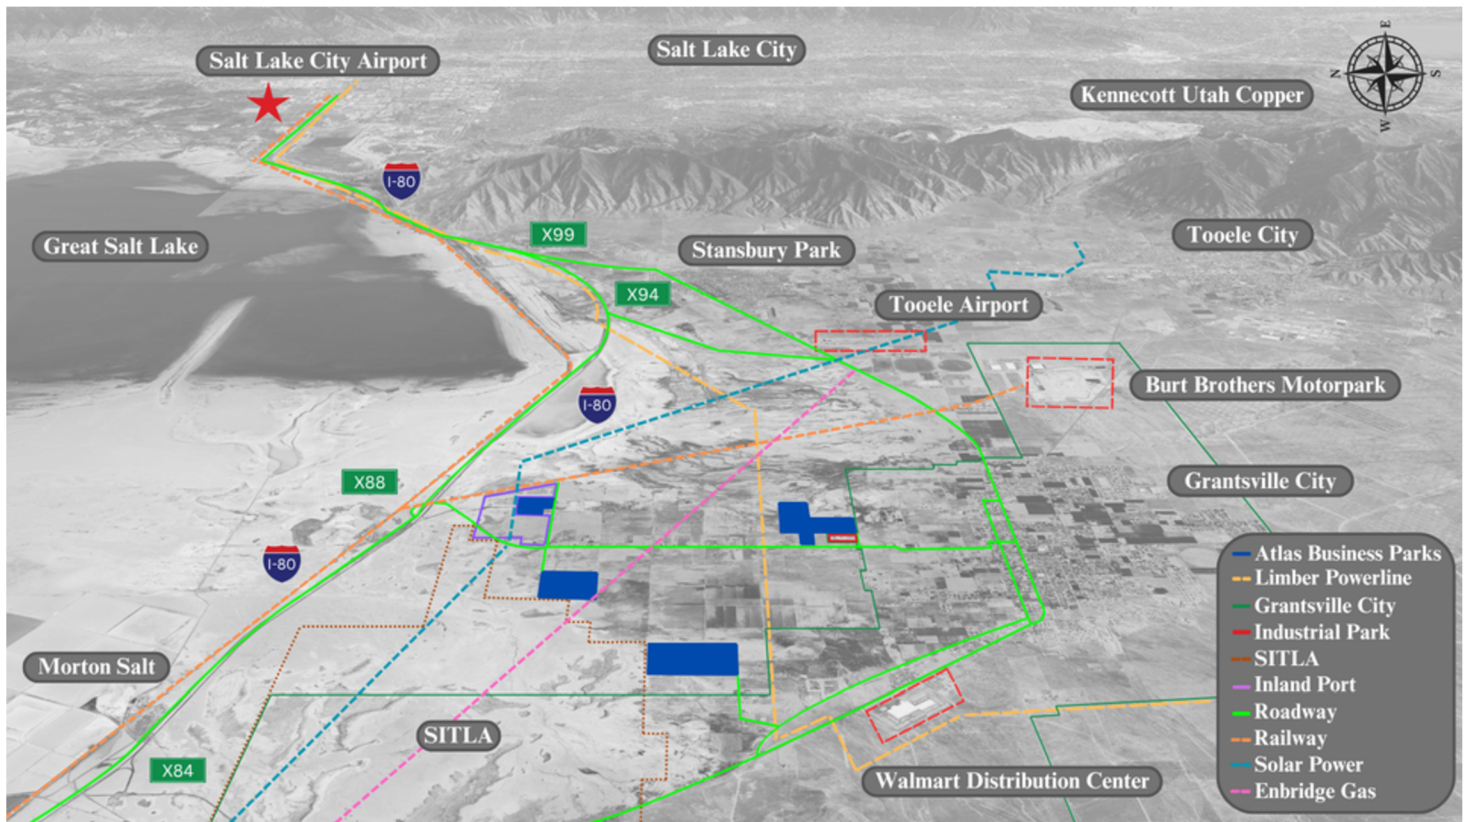 Salt Lake City Airport
Salt Lake City
E
N
S
W
Kennecott Utah Copper
I-80
Great Salt Lake
X99
Stansbury Park
Tooele City
X94
Tooele Airport
Burt Brothers Motorpark
I-80
X88
Grantsville City
I-80
Morton Salt
SITLA
X84
Walmart Distribution Center
Atlas Business Parks
Limber Powerline
Grantsville City
Industrial Park
SITLA
Inland Port
Roadway
Railway
Solar Power
Enbridge Gas